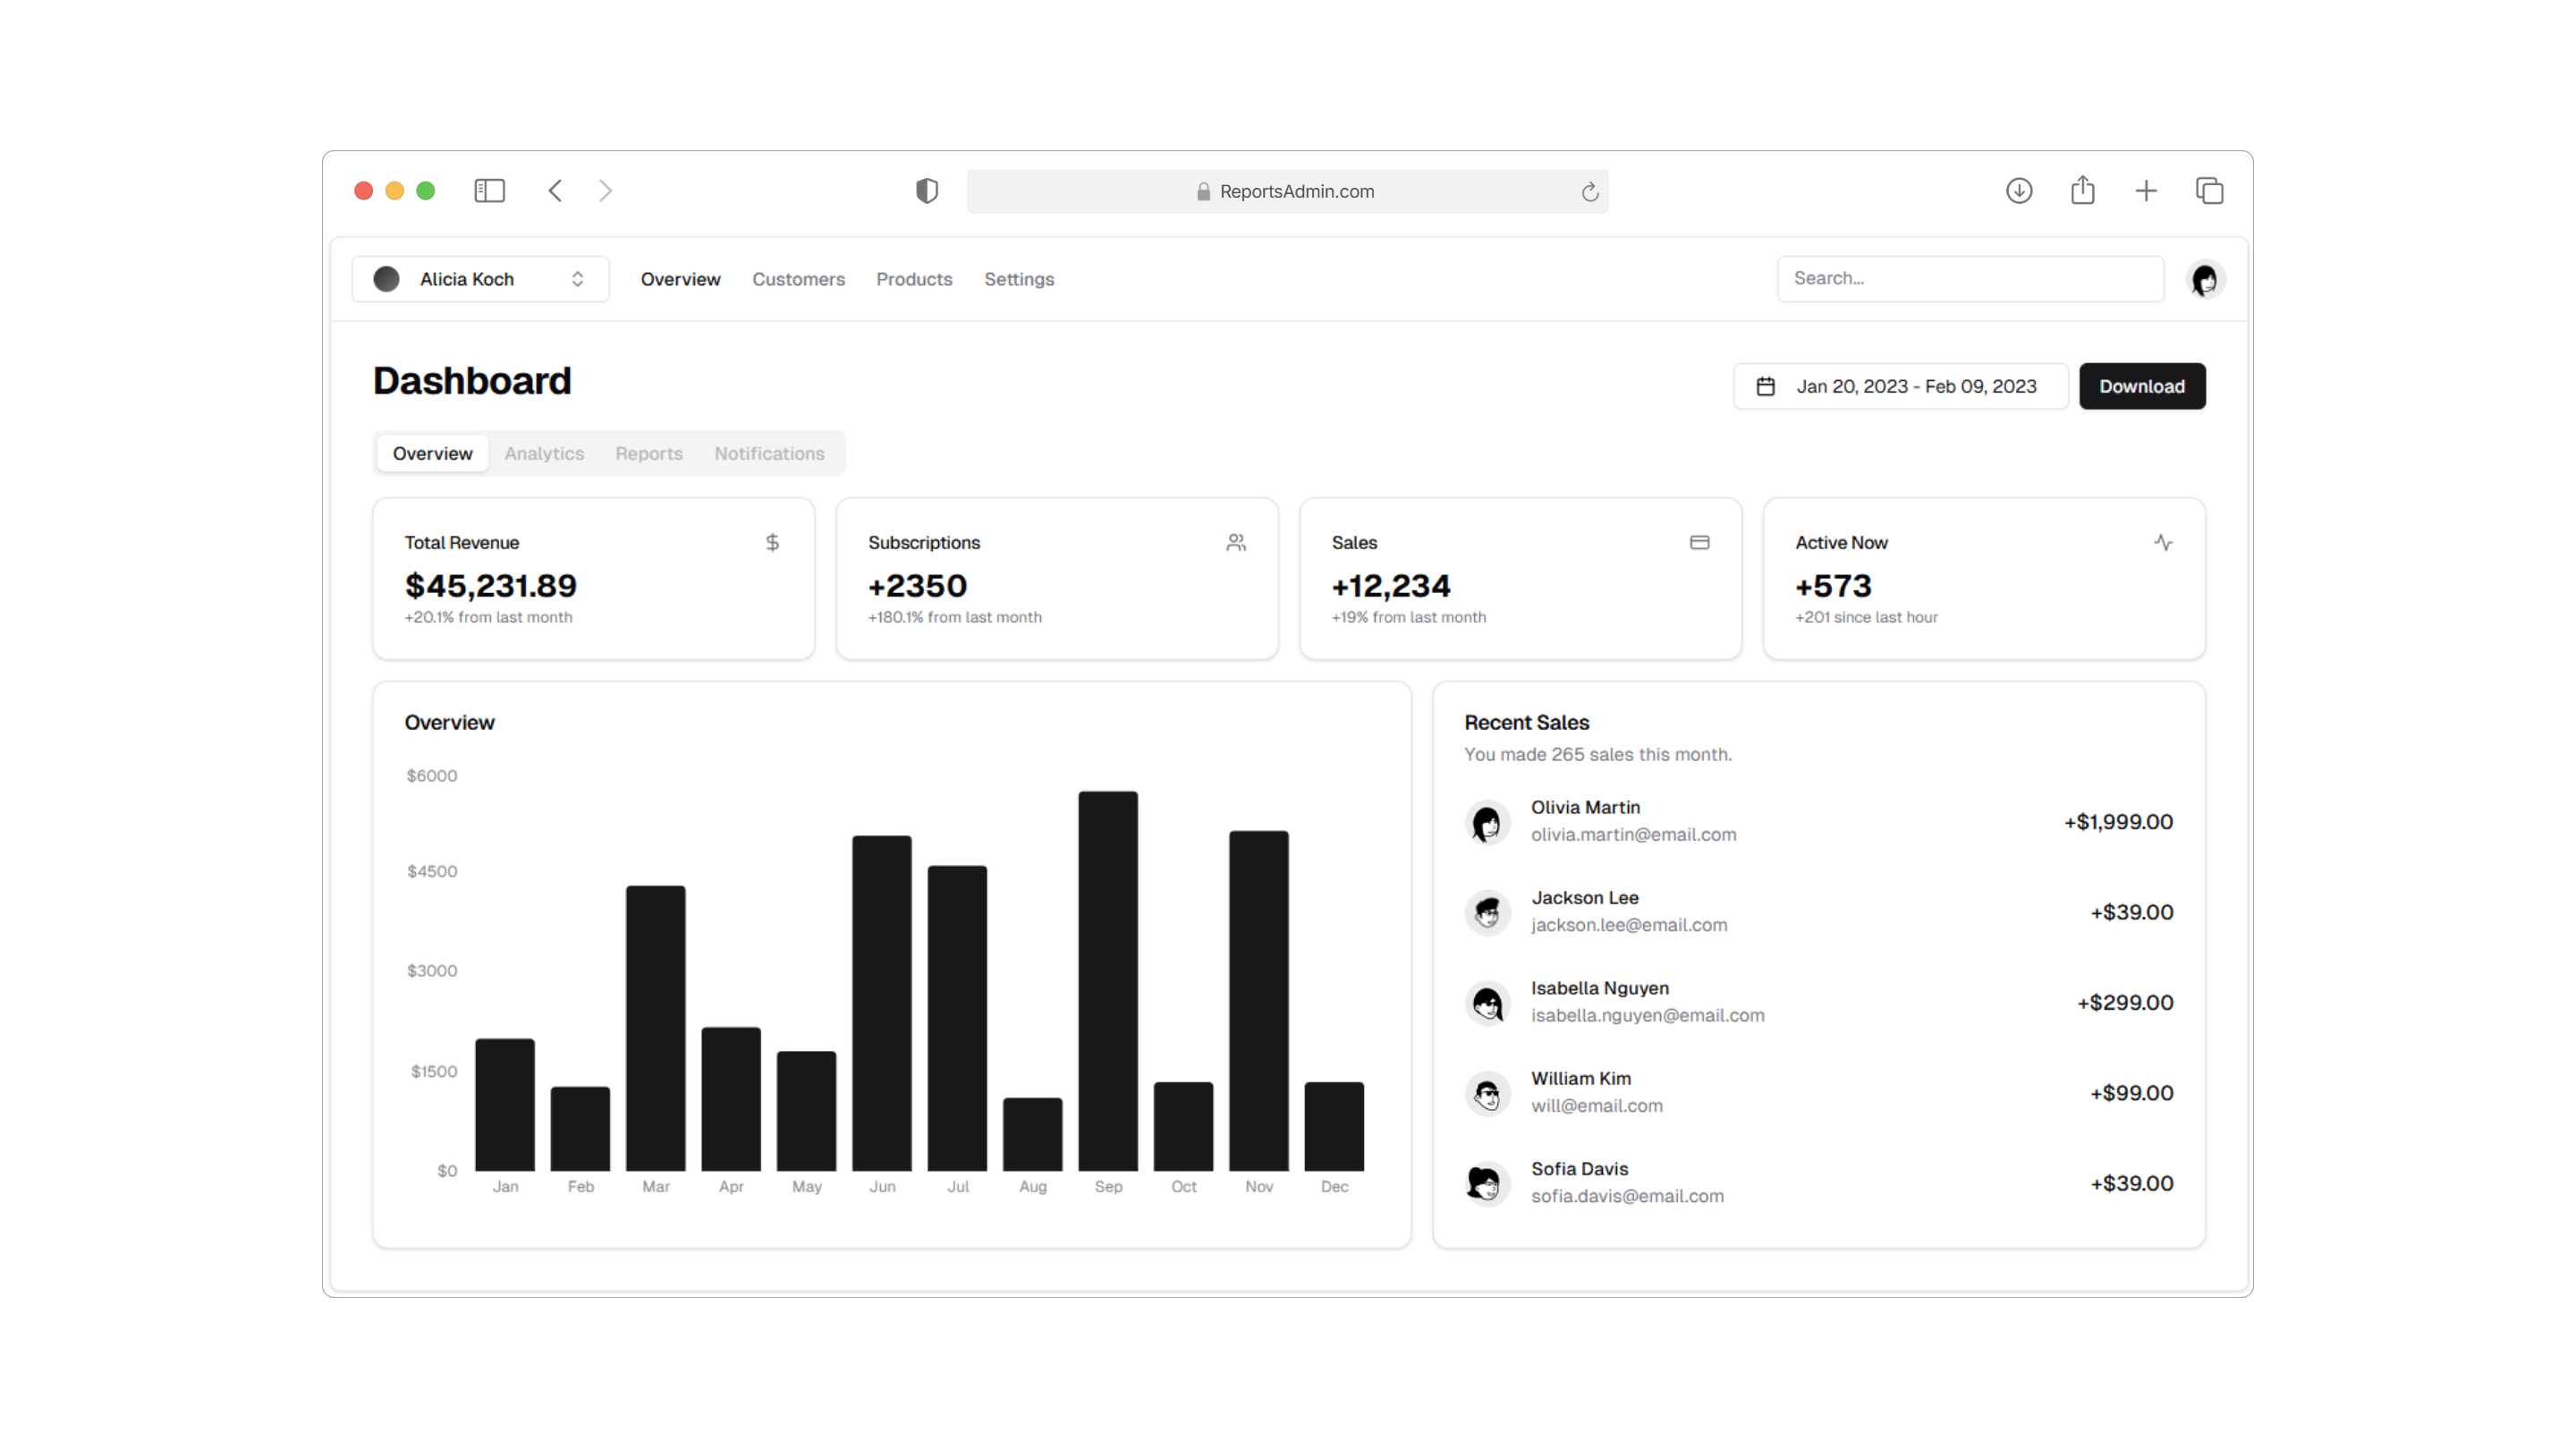 ReportsAdmin.com
Alicia Koch
Overview Customers Products Settings
Search...
Dashboard
Jan 20, 2023 - Feb 09, 2023
Download
Overview Analytics Reports Notifications
Total Revenue
$
$45,231.89
+20.1% from last month
Subscriptions
+2350
+180.1% from last month
Sales
+12,234
+19% from last month
Active Now
+573
+201 since last hour
Overview
$6000
$4500
$3000
$1500
$0
Jan Feb Mar Apr May Jun Jul Aug Sep Oct Nov Dec
Recent Sales
You made 265 sales this month.
Olivia Martin
olivia.martin@email.com
+$1,999.00
Jackson Lee
jackson.lee@email.com
+$39.00
Isabella Nguyen
isabella.nguyen@email.com
+$299.00
William Kim
will@email.com
+$99.00
Sofia Davis
sofia.davis@email.com
+$39.00